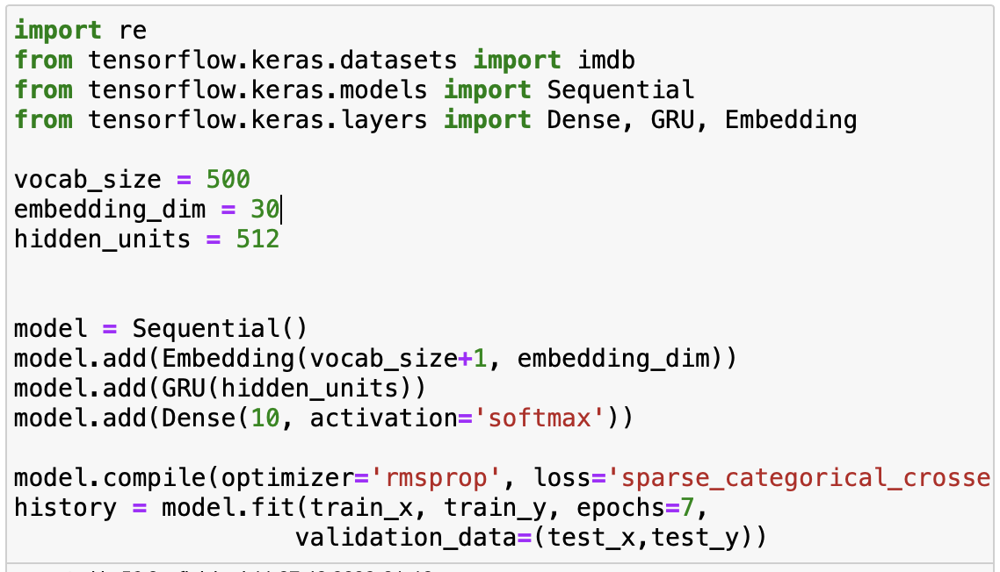 import re
from tensorflow.keras.datasets import imdb
from tensorflow.keras.models import Sequential
from tensorflow.keras.layers import Dense, GRU, Embedding
vocab_size = 500
embedding_dim = 30
hidden_units = 512
model = Sequential()
model.add(Embedding(vocab_size+1, embedding_dim))
model.add(GRU(hidden_units))
model.add(Dense(10, activation='softmax'))
model.compile(optimizer='rmsprop', loss='sparse_categorical_crosse
history = model.fit(train_x, train_y, epochs=7,
validation_data=(test_x,test_y))